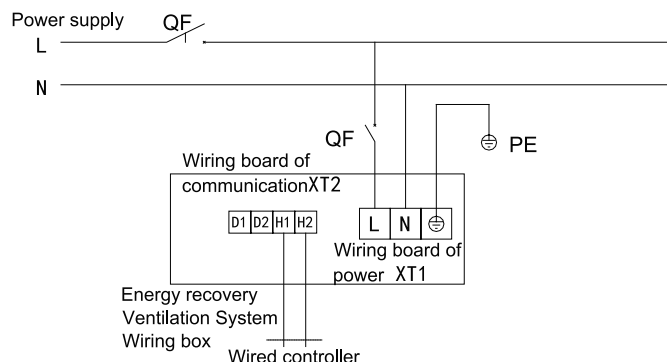 Power supply
QF
L
N
QF
PE
Wiring board of
communicationXT2
D1 D2 H1 H2
L N
Wiring board of
power XT1
Energy recovery
Ventilation System
Wiring box
Wired controller